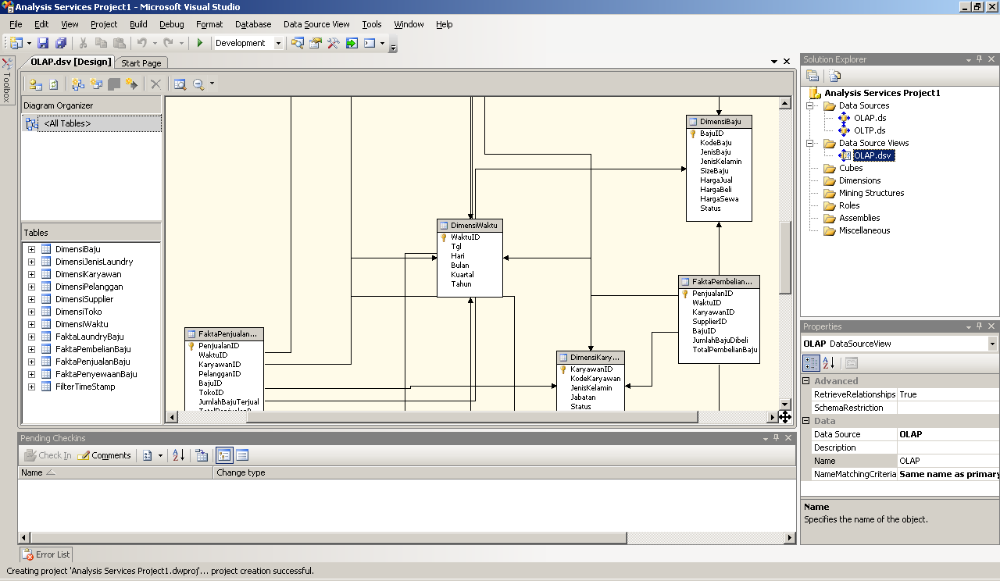 Analysis Services Project1 - Microsoft Visual Studio
File Edit View Project Build Debug Format Database Data Source View Tools Window Help
Development
Toolbox
OLAP.dsv [Design] Start Page
Diagram Organizer
<All Tables>
Tables
DimensiBaju
DimensiJenisLaundry
DimensiKaryawan
DimensiPelanggan
DimensiSupplier
DimensiToko
DimensiWaktu
FaktaLaundryBaju
FaktaPembelianBaju
FaktaPenjualanBaju
FaktaPenyewaanBaju
FilterTimeStamp
DimensiBaju
BajuID
KodeBaju
JenisBaju
JenisKelamin
SizeBaju
HargaJual
HargaBeli
HargaSewa
Status
DimensiWaktu
WaktuID
Tgl
Hari
Bulan
Kuartal
Tahun
FaktaPembelian...
PenjualanID
WaktuID
KaryawanID
SupplierID
BajuID
JumlahBajuDibeli
TotalPembelianBaju
FaktaPenjualan...
PenjualanID
WaktuID
KaryawanID
PelangganID
BajuID
TokoID
JumlahBajuTerjual
DimensiKary...
KaryawanID
KodeKaryawan
JenisKelamin
Jabatan
Status
Solution Explorer
Analysis Services Project1
Data Sources
OLAP.ds
OLTP.ds
Data Source Views
OLAP.dsv
Cubes
Dimensions
Mining Structures
Roles
Assemblies
Miscellaneous
Properties
OLAP DataSourceView
Advanced
RetrieveRelationships True
SchemaRestriction
Data
Data Source OLAP
Description
Name OLAP
NameMatchingCriteria Same name as primary
Name
Specifies the name of the object.
Pending Checkins
Check In Comments
Name Change type
Error List
Creating project 'Analysis Services Project1.dwproj'... project creation successful.